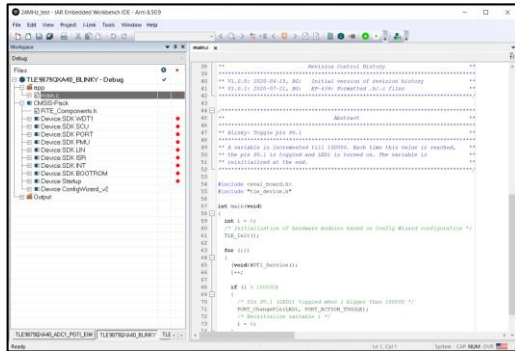 24MHz_test - IAR Embedded Workbench IDE - Arm 8.50.9
File Edit View Project J-Link Tools Window Help
Workspace
main.c
Debug
Files
TLE9879QXA40_BLINKY - Debug
app
main.c
CMSIS-Pack
RTE_Components.h
Device.SDK WDT1
Device.SDK SCU
Device.SDK PORT
Device.SDK PMU
Device.SDK LIN
Device.SDK ISR
Device.SDK INT
Device.SDK BOOTROM
Device Startup
Device ConfigWizard_v2
Output
38 ** Revision Control History **
** V1.0.0: 2020-04-15, BG: Initial version of revision history **
** V1.0.1: 2020-07-21, BG: EP-439: Formatted .h/.c files **
** Abstract **
** Blinky: Toggle pin P0.1 **
** A variable is incremented till 150000. Each time this value is reached, **
** the pin P0.1 is toggled and LED1 is turned on. The variable is **
** reinitialized at the end. **
#include <eval_board.h>
#include "tle_device.h"
int main(void)
{
int i = 0;
/* Initialization of hardware modules based on Config Wizard configuration */
TLE_Init();
for (;;)
{
(void)WDT1_Service();
i++;
if (i > 150000)
{
/* Pin P0.1 (LED1) toggled when i bigger than 150000 */
PORT_ChangePin(LED1, PORT_ACTION_TOGGLE);
/* Reinitialize variable i */
i = 0;
TLE9879QXA40_BLINKY
Ready
Ln 1, Col 1
System
CAP NUM OVR